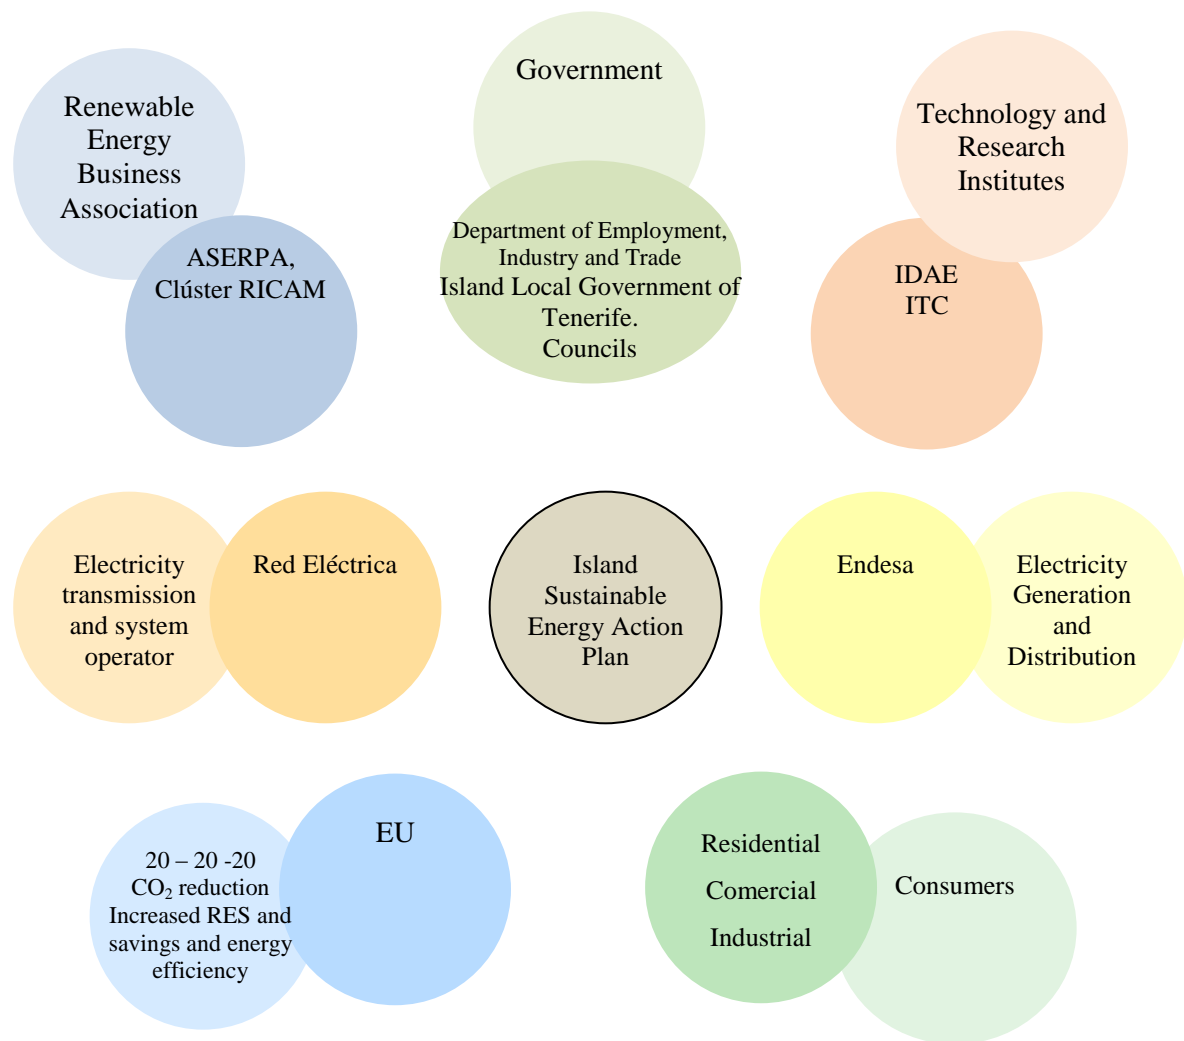 Renewable
Energy
Business
Association
ASERPA,
Clúster RICAM
Government
Department of Employment,
Industry and Trade
Island Local Government of
Tenerife.
Councils
Technology and
Research
Institutes
IDAE
ITC
Electricity
transmission
and system
operator
Red Eléctrica
Island
Sustainable
Energy Action
Plan
Endesa
Electricity
Generation
and
Distribution
20 – 20 -20
CO₂ reduction
Increased RES and
savings and energy
efficiency
EU
Residential
Comercial
Industrial
Consumers